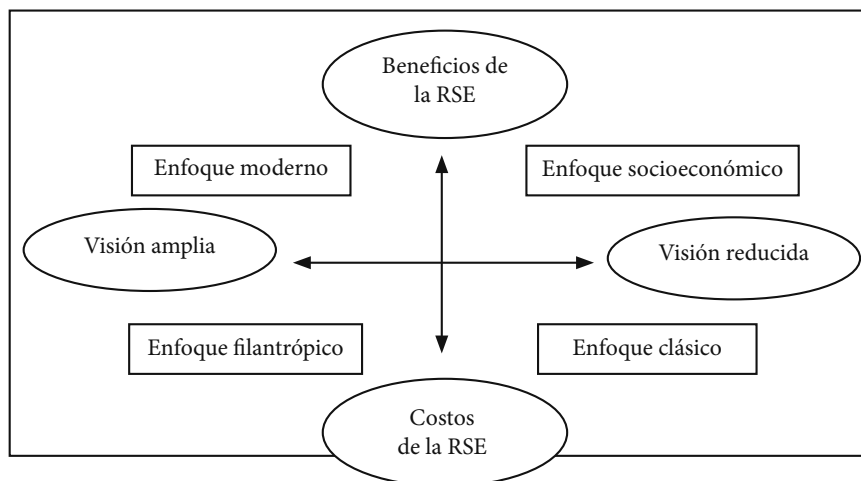 Beneficios de
la RSE
Enfoque moderno
Enfoque socioeconómico
Visión amplia
Visión reducida
Enfoque filantrópico
Enfoque clásico
Costos
de la RSE